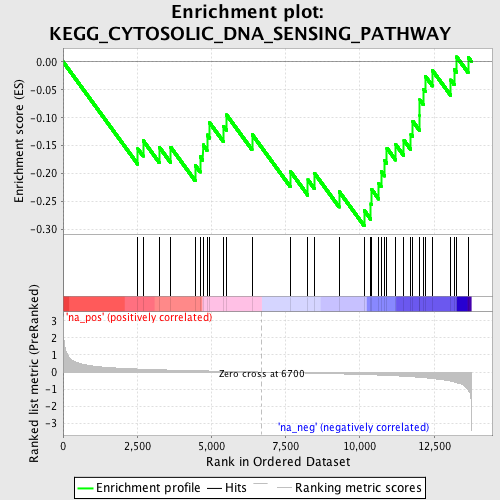 Enrichment plot:
KEGG_CYTOSOLIC_DNA_SENSING_PATHWAY
Enrichment score (ES)
0.00
-0.05
-0.10
-0.15
-0.20
-0.25
-0.30
'na_pos' (positively correlated)
Ranked list metric (PreRanked)
3
2
1
0
-1
-2
-3
Zero cross at 6700
'na_neg' (negatively correlated)
0
2,500
5,000
7,500
10,000
12,500
Rank in Ordered Dataset
Enrichment profile
Hits
Ranking metric scores